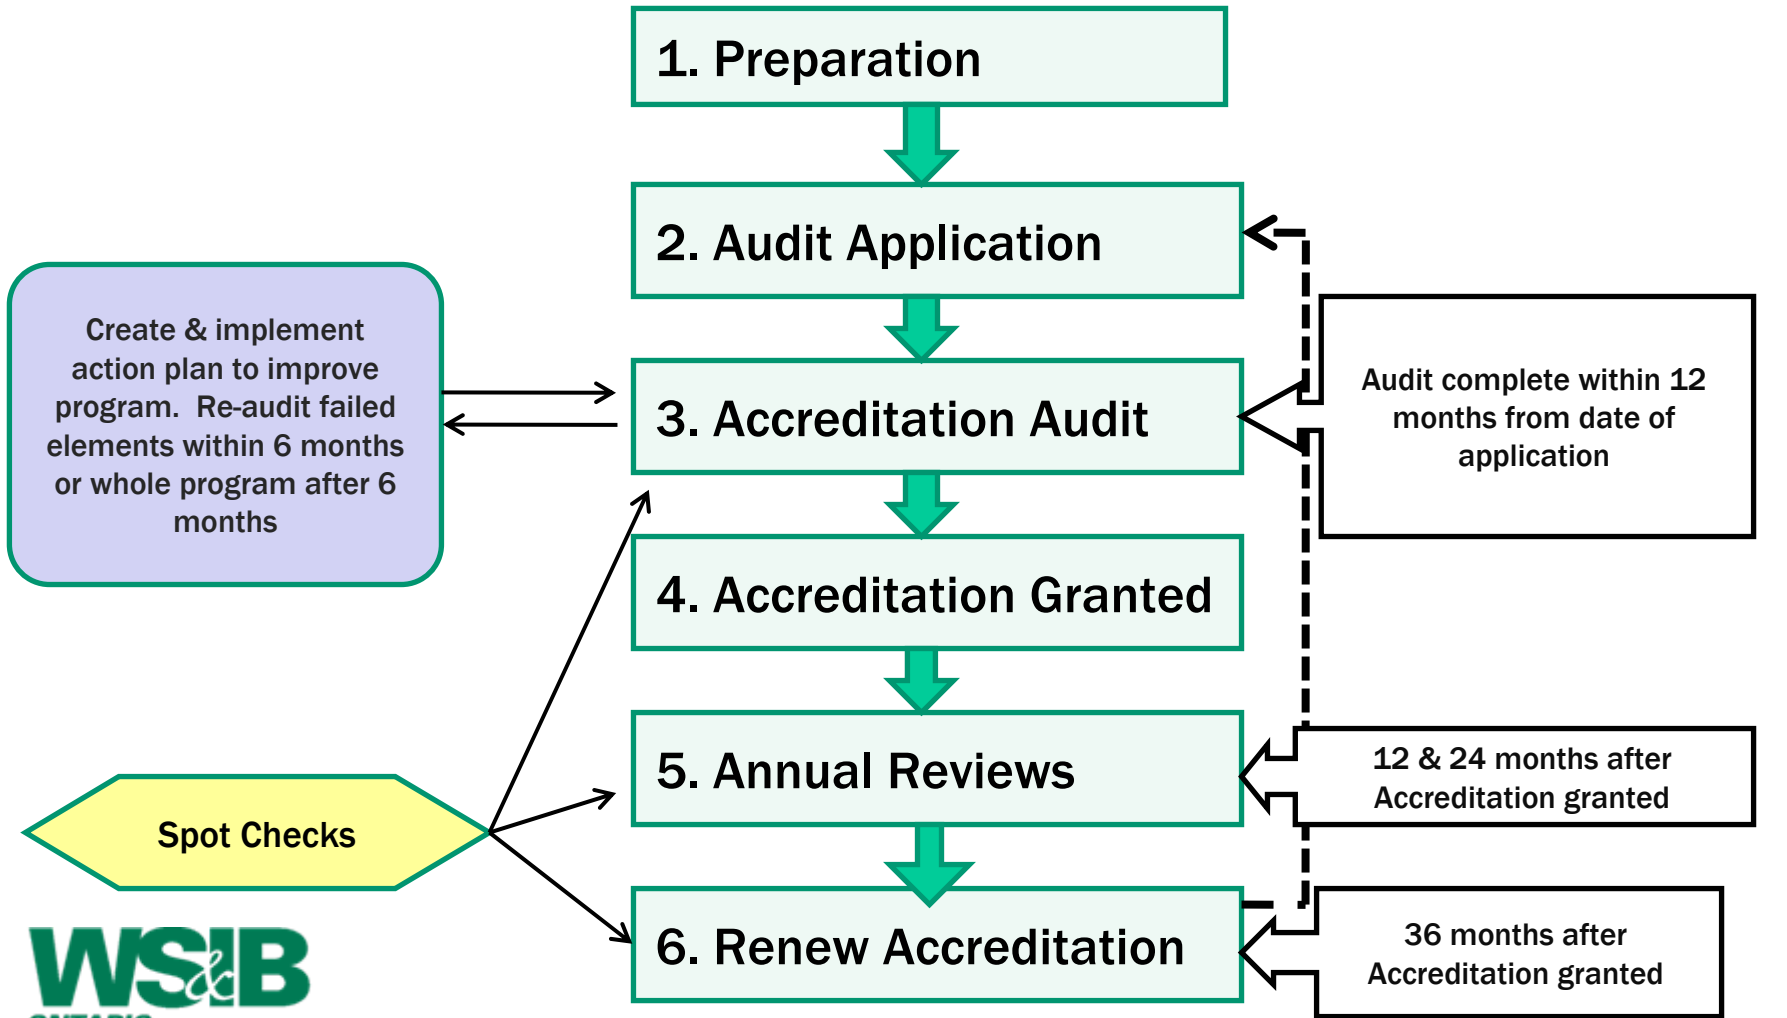 1. Preparation
2. Audit Application
Create & implement
action plan to improve
program. Re-audit failed
elements within 6 months
or whole program after 6
months
Audit complete within 12
months from date of
application
3. Accreditation Audit
4. Accreditation Granted
5. Annual Reviews
12 & 24 months after
Accreditation granted
Spot Checks
6. Renew Accreditation
36 months after
Accreditation granted
WS&IB
ONTARIO